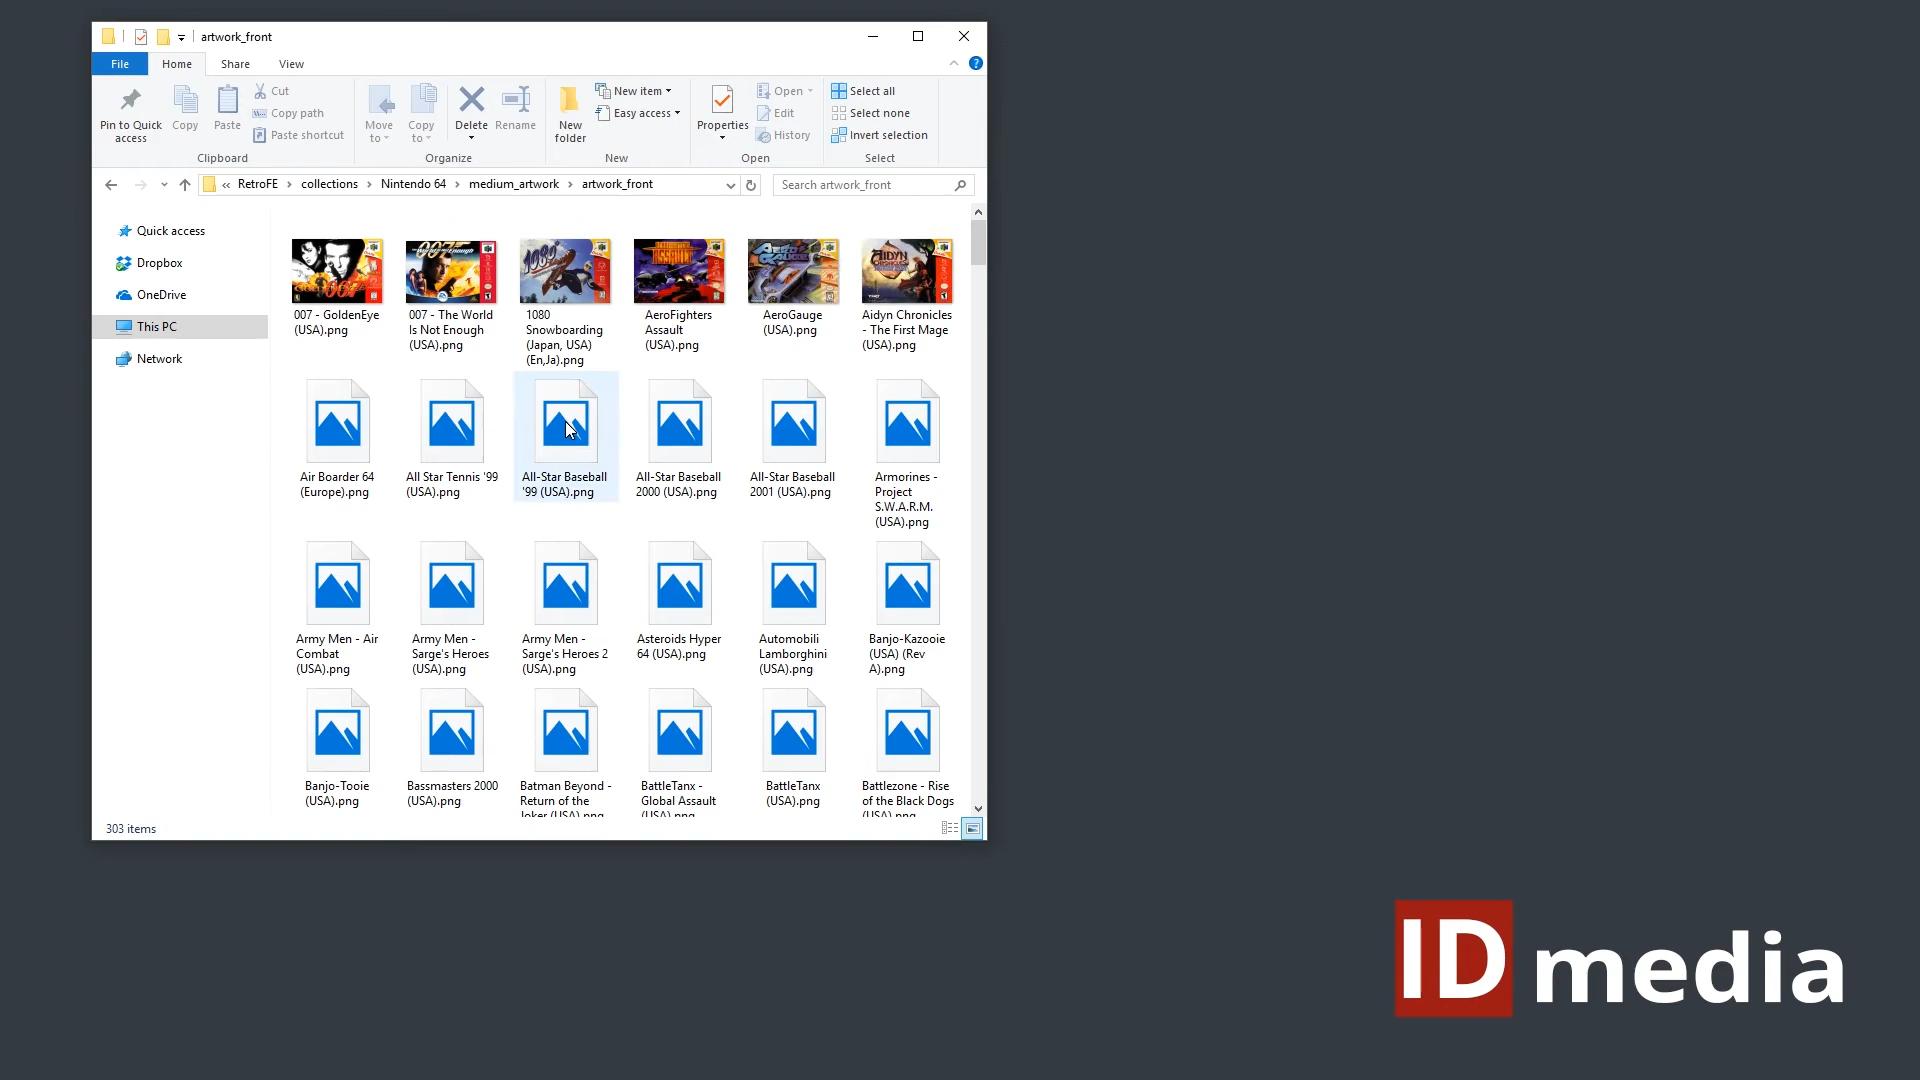 artwork_front
File Home Share View
Pin to Quick access
Copy
Paste
Cut
Copy path
Paste shortcut
Clipboard
Move to
Copy to
Delete
Rename
Organize
New folder
New item
Easy access
New
Properties
Open
Edit
History
Open
Select all
Select none
Invert selection
Select
« RetroFE › collections › Nintendo 64 › medium_artwork › artwork_front
Search artwork_front
Quick access
Dropbox
OneDrive
This PC
Network
007 - GoldenEye
(USA).png
007 - The World
Is Not Enough
(USA).png
1080
Snowboarding
(Japan, USA)
(En,Ja).png
AeroFighters
Assault
(USA).png
AeroGauge
(USA).png
Aidyn Chronicles
- The First Mage
(USA).png
Air Boarder 64
(Europe).png
All Star Tennis '99
(USA).png
All-Star Baseball
'99 (USA).png
All-Star Baseball
2000 (USA).png
All-Star Baseball
2001 (USA).png
Armorines -
Project
S.W.A.R.M.
(USA).png
Army Men - Air
Combat
(USA).png
Army Men -
Sarge's Heroes
(USA).png
Army Men -
Sarge's Heroes 2
(USA).png
Asteroids Hyper
64 (USA).png
Automobili
Lamborghini
(USA).png
Banjo-Kazooie
(USA) (Rev
A).png
Banjo-Tooie
(USA).png
Bassmasters 2000
(USA).png
Batman Beyond -
Return of the
Joker (USA).png
BattleTanx -
Global Assault
(USA).png
BattleTanx
(USA).png
Battlezone - Rise
of the Black Dogs
(USA).png
303 items
ID media